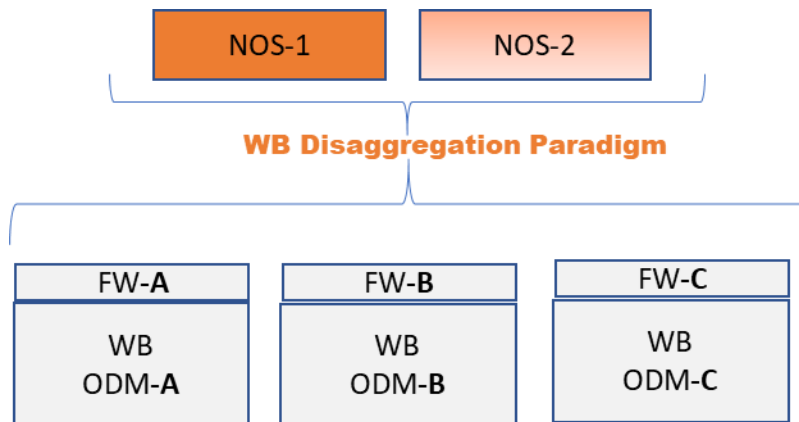 NOS-1
NOS-2
WB Disaggregation Paradigm
FW-A
FW-B
FW-C
WB
ODM-A
WB
ODM-B
WB
ODM-C